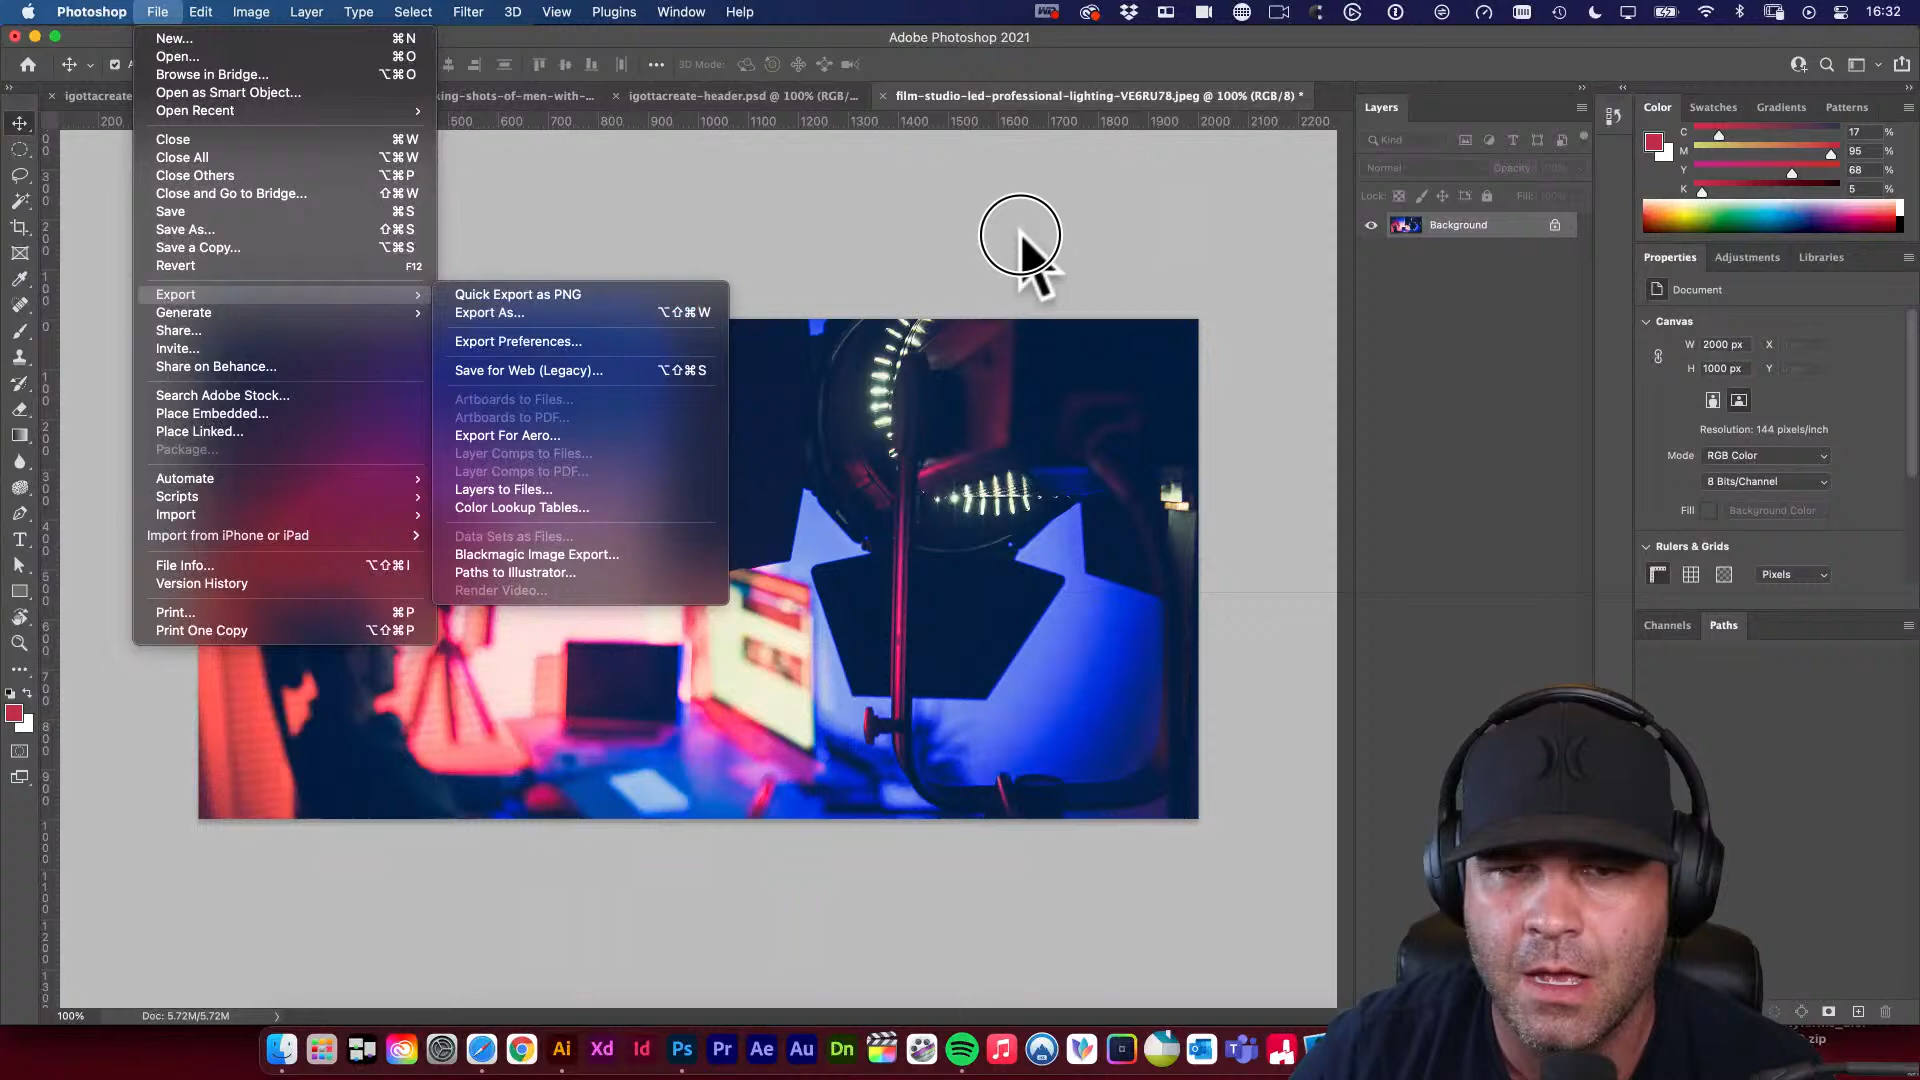 Photoshop File Edit Image Layer Type Select Filter 3D View Plugins Window Help 16:32
Adobe Photoshop 2021
3D Mode:
igottacreate
king-shots-of-men-with-...
igottacreate-header.psd @ 100% (RGB/...
film-studio-led-professional-lighting-VE6RU78.jpeg @ 100% (RGB/8) *
200 500 600 700 800 900 1000 1100 1200 1300 1400 1500 1600 1700 1800 1900 2000 2100 2200
New... ⌘N
Open... ⌘O
Browse in Bridge... ⌥⌘O
Open as Smart Object...
Open Recent
Close ⌘W
Close All ⌥⌘W
Close Others ⌥⌘P
Close and Go to Bridge... ⇧⌘W
Save ⌘S
Save As... ⇧⌘S
Save a Copy... ⌥⌘S
Revert F12
Export
Generate
Share...
Invite...
Share on Behance...
Search Adobe Stock...
Place Embedded...
Place Linked...
Package...
Automate
Scripts
Import
Import from iPhone or iPad
File Info... ⌥⇧⌘I
Version History
Print... ⌘P
Print One Copy ⌥⇧⌘P
Quick Export as PNG
Export As... ⌥⇧⌘W
Export Preferences...
Save for Web (Legacy)... ⌥⇧⌘S
Artboards to Files...
Artboards to PDF...
Export For Aero...
Layer Comps to Files...
Layer Comps to PDF...
Layers to Files...
Color Lookup Tables...
Data Sets as Files...
Blackmagic Image Export...
Paths to Illustrator...
Render Video...
Layers
Kind
Normal Opacity: 100%
Lock: Fill:
Background
Color Swatches Gradients Patterns
C 17 %
M 95 %
Y 68 %
K 5 %
Properties Adjustments Libraries
Document
Canvas
W 2000 px X
H 1000 px Y
Resolution: 144 pixels/inch
Mode RGB Color
8 Bits/Channel
Fill Background Color
Rulers & Grids
Pixels
Channels Paths
100% Doc: 5.72M/5.72M
Ai Xd Id Ps Pr Ae Au Dn
zip